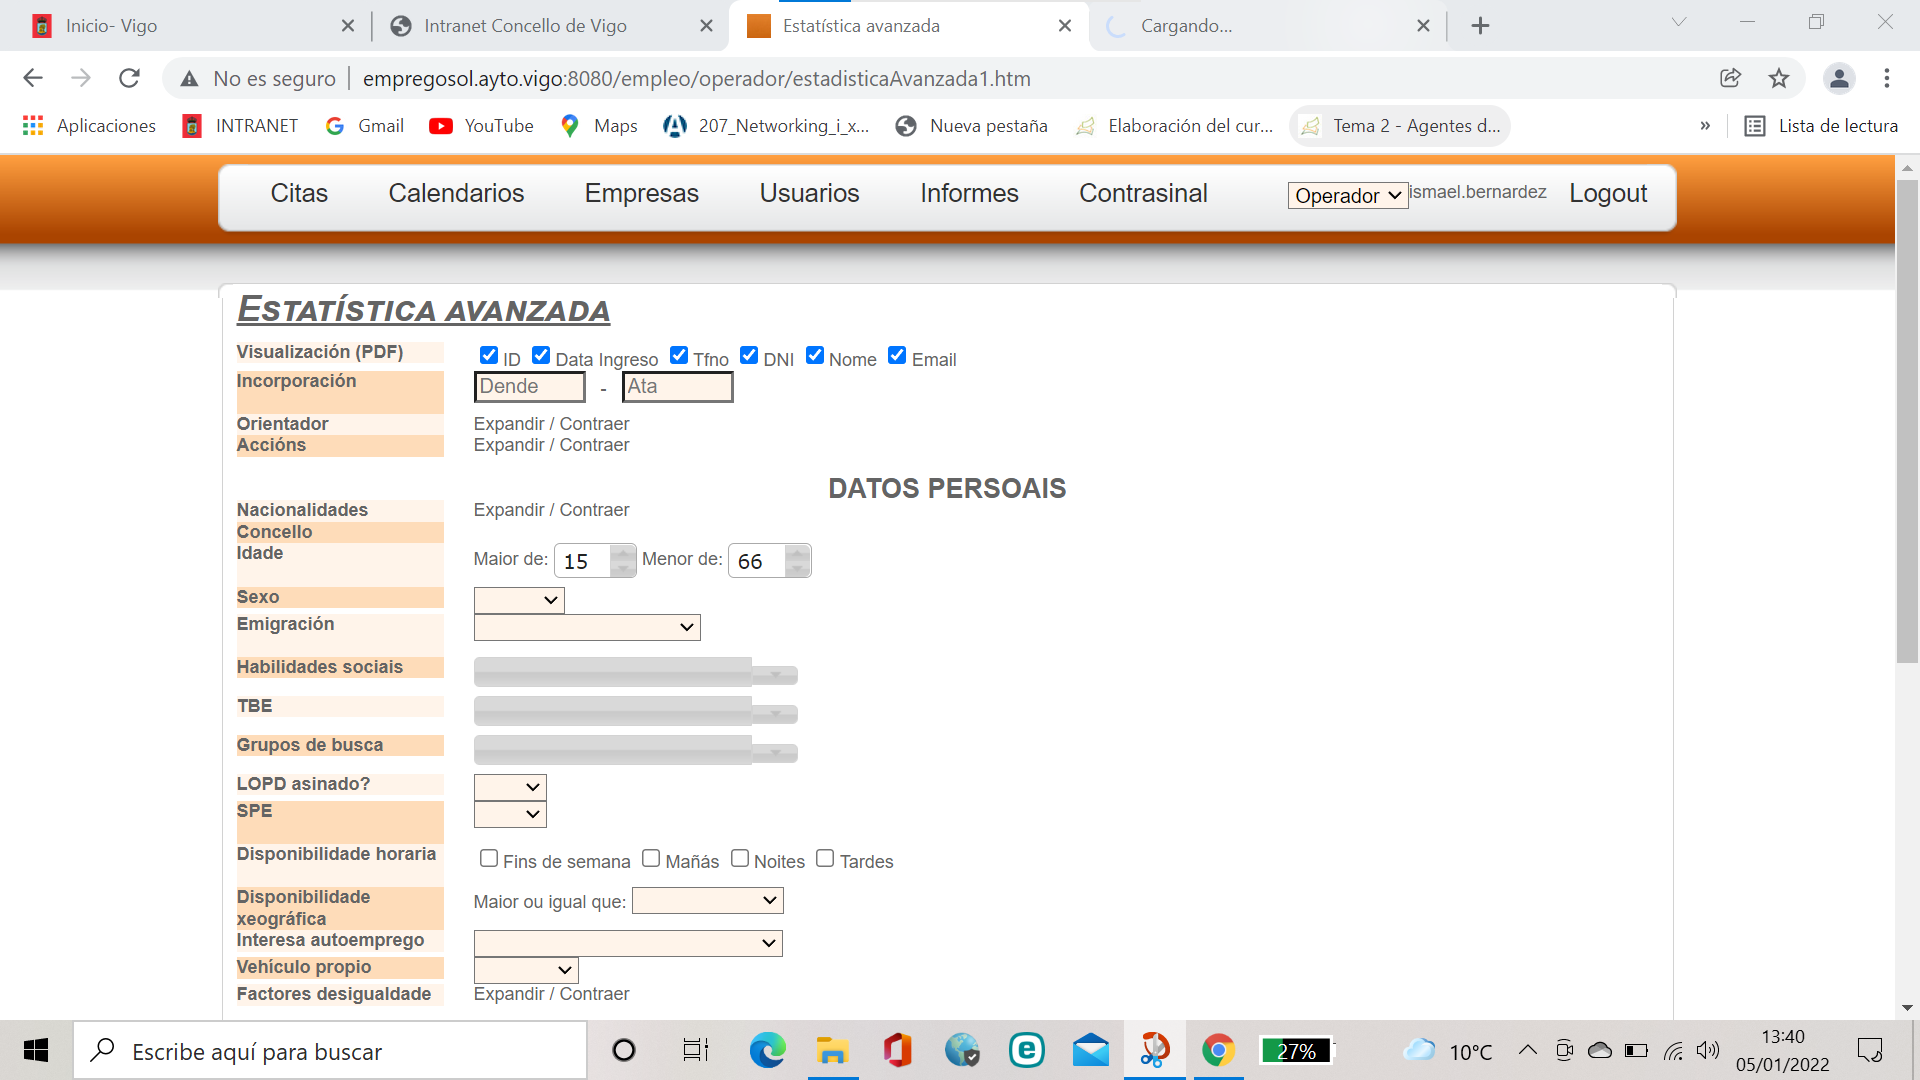 Inicio- Vigo
Intranet Concello de Vigo
Estatística avanzada
Cargando...
No es seguro
empregosol.ayto.vigo:8080/empleo/operador/estadisticaAvanzada1.htm
Aplicaciones
INTRANET
Gmail
YouTube
Maps
207_Networking_i_x...
Nueva pestaña
Elaboración del cur...
Tema 2 - Agentes d...
»
Lista de lectura
Citas
Calendarios
Empresas
Usuarios
Informes
Contrasinal
Operador
ismael.bernardez
Logout
ESTATÍSTICA AVANZADA
Visualización (PDF)
ID
Data Ingreso
Tfno
DNI
Nome
Email
Incorporación
Dende - Ata
Orientador
Expandir / Contraer
Accións
Expandir / Contraer
DATOS PERSOAIS
Nacionalidades
Expandir / Contraer
Concello
Idade
Maior de: 15 Menor de: 66
Sexo
Emigración
Habilidades sociais
TBE
Grupos de busca
LOPD asinado?
SPE
Disponibilidade horaria
Fins de semana
Mañás
Noites
Tardes
Disponibilidade
xeográfica
Maior ou igual que:
Interesa autoemprego
Vehículo propio
Factores desigualdade
Expandir / Contraer
Escribe aquí para buscar
27%
10°C
13:40
05/01/2022